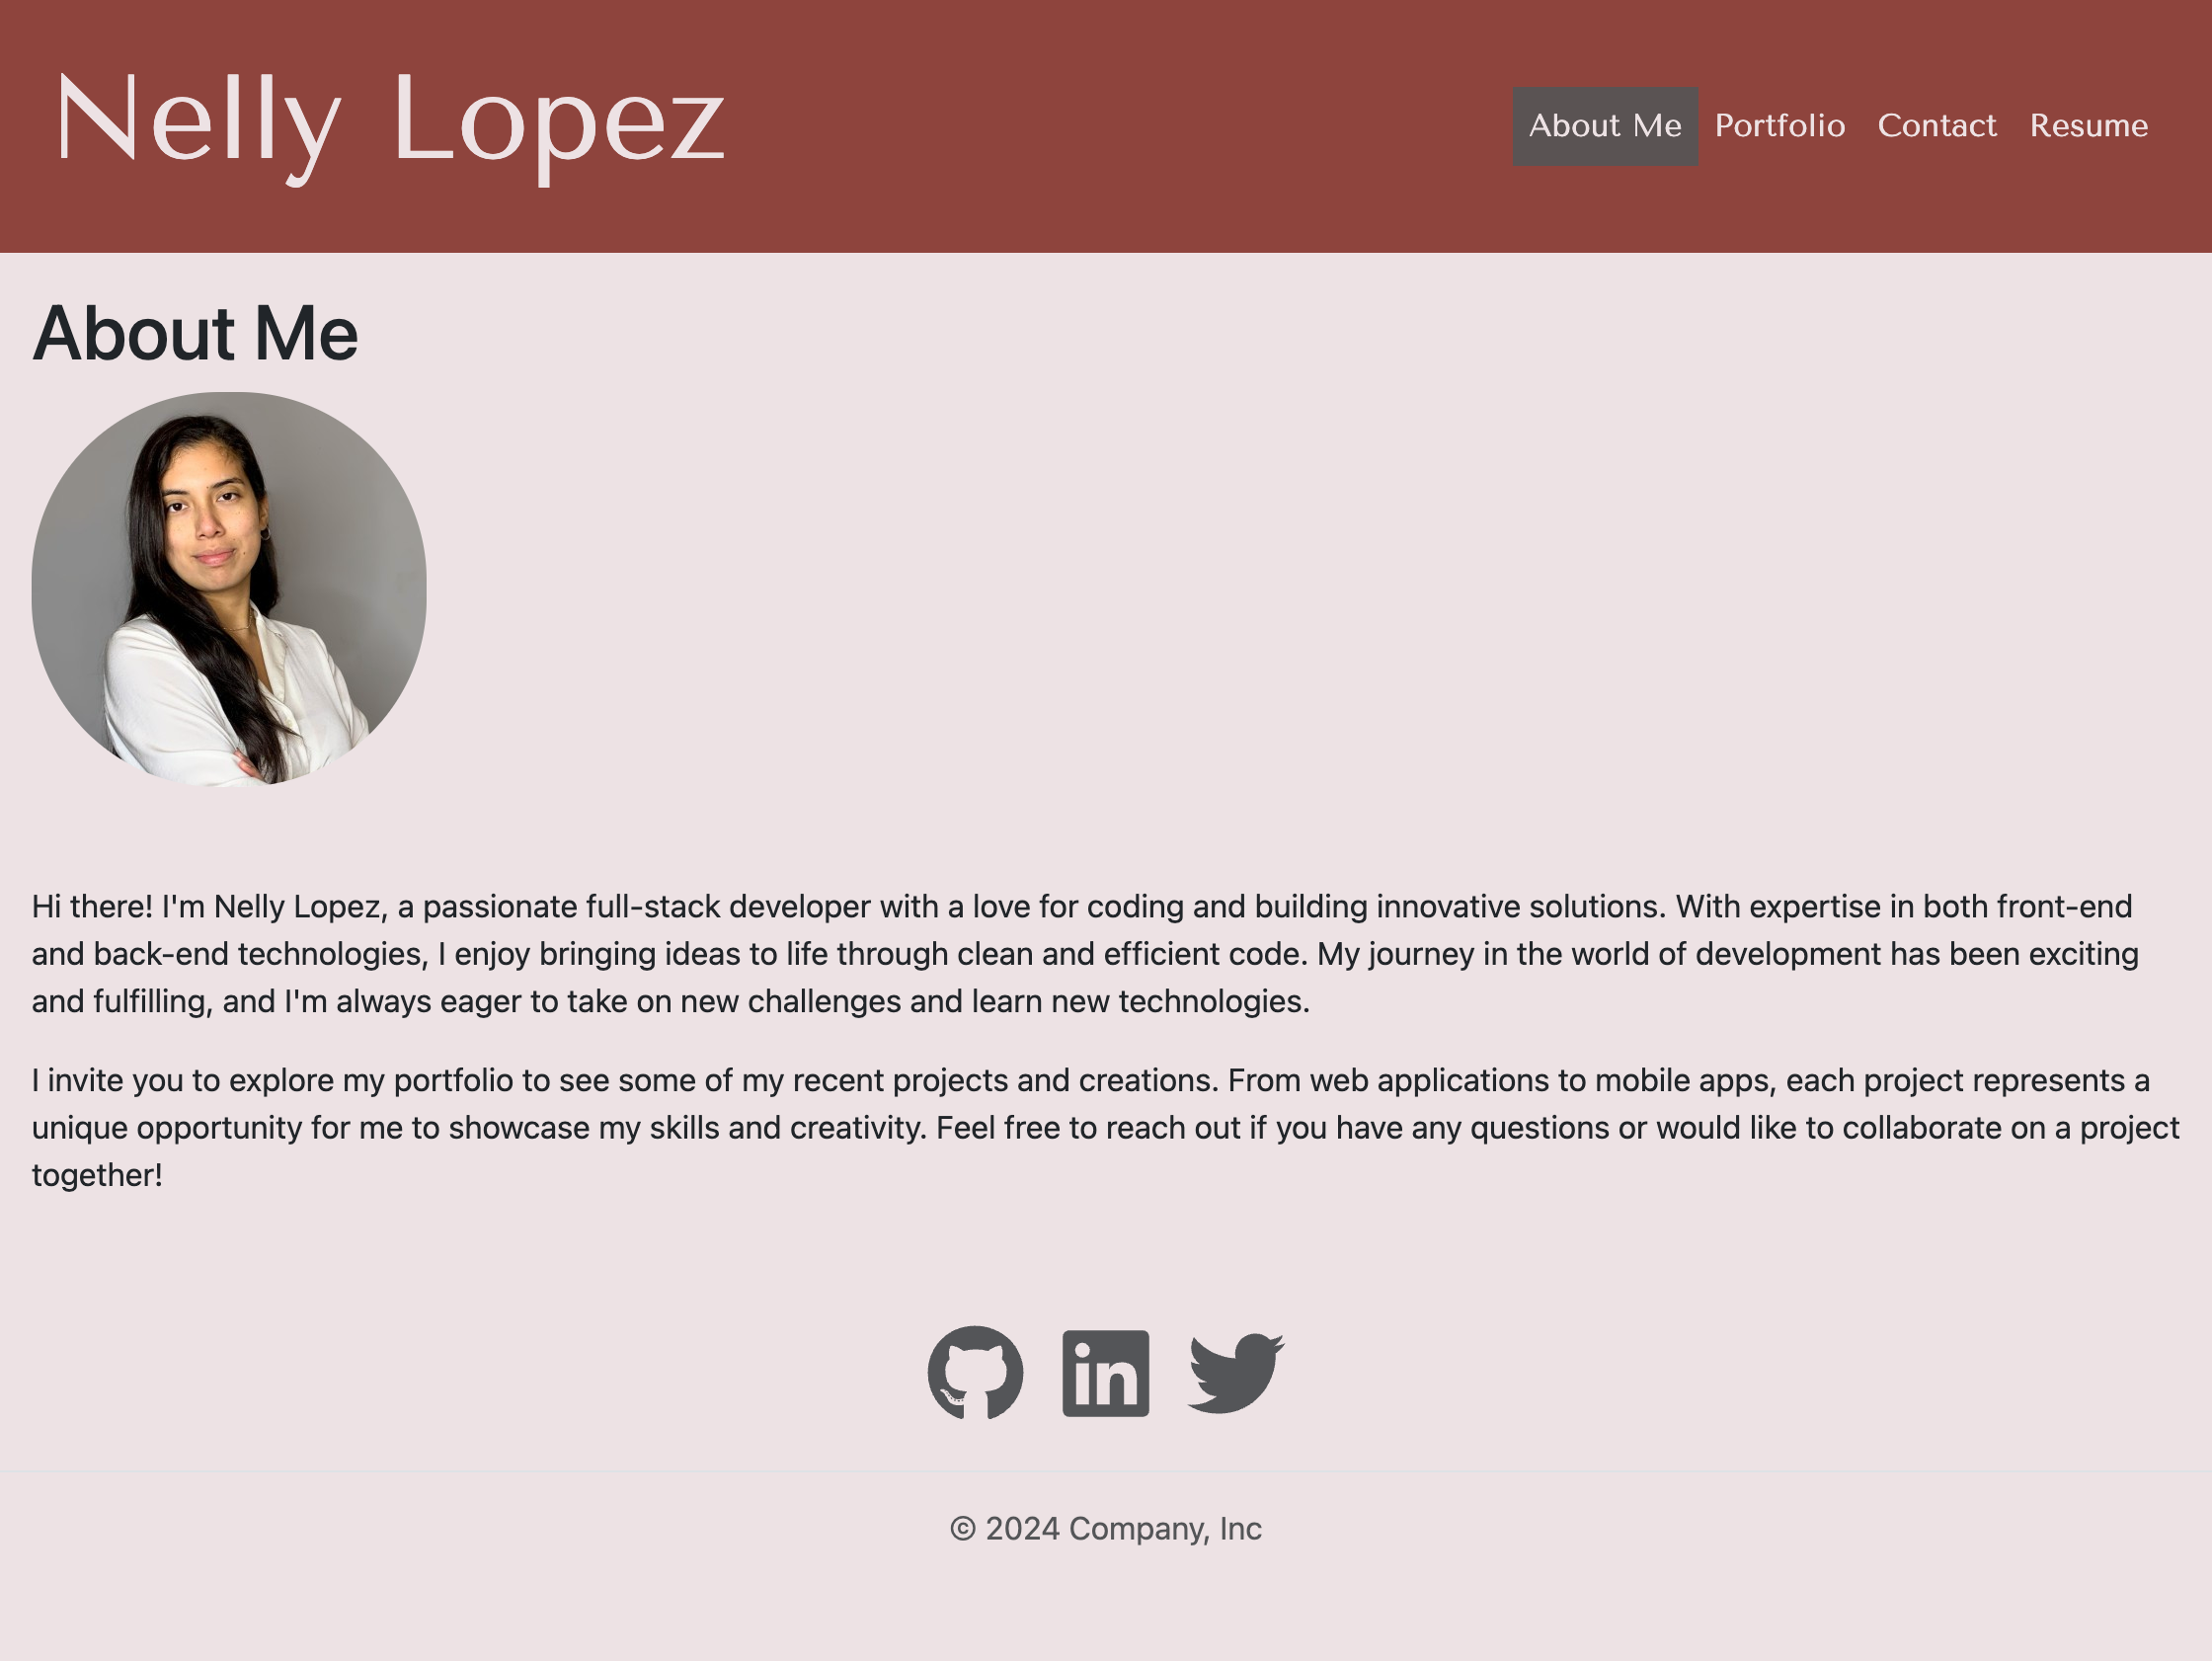 Nelly Lopez
About Me
Portfolio
Contact
Resume
About Me
Hi there! I'm Nelly Lopez, a passionate full-stack developer with a love for coding and building innovative solutions. With expertise in both front-end
and back-end technologies, I enjoy bringing ideas to life through clean and efficient code. My journey in the world of development has been exciting
and fulfilling, and I'm always eager to take on new challenges and learn new technologies.
I invite you to explore my portfolio to see some of my recent projects and creations. From web applications to mobile apps, each project represents a
unique opportunity for me to showcase my skills and creativity. Feel free to reach out if you have any questions or would like to collaborate on a project
together!
in
© 2024 Company, Inc